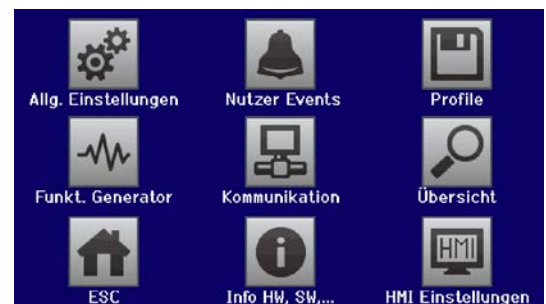 Allg. Einstellungen
Nutzer Events
Profile
Funkt. Generator
Kommunikation
Übersicht
HMI
ESC
Info HW, SW,...
HMI Einstellungen